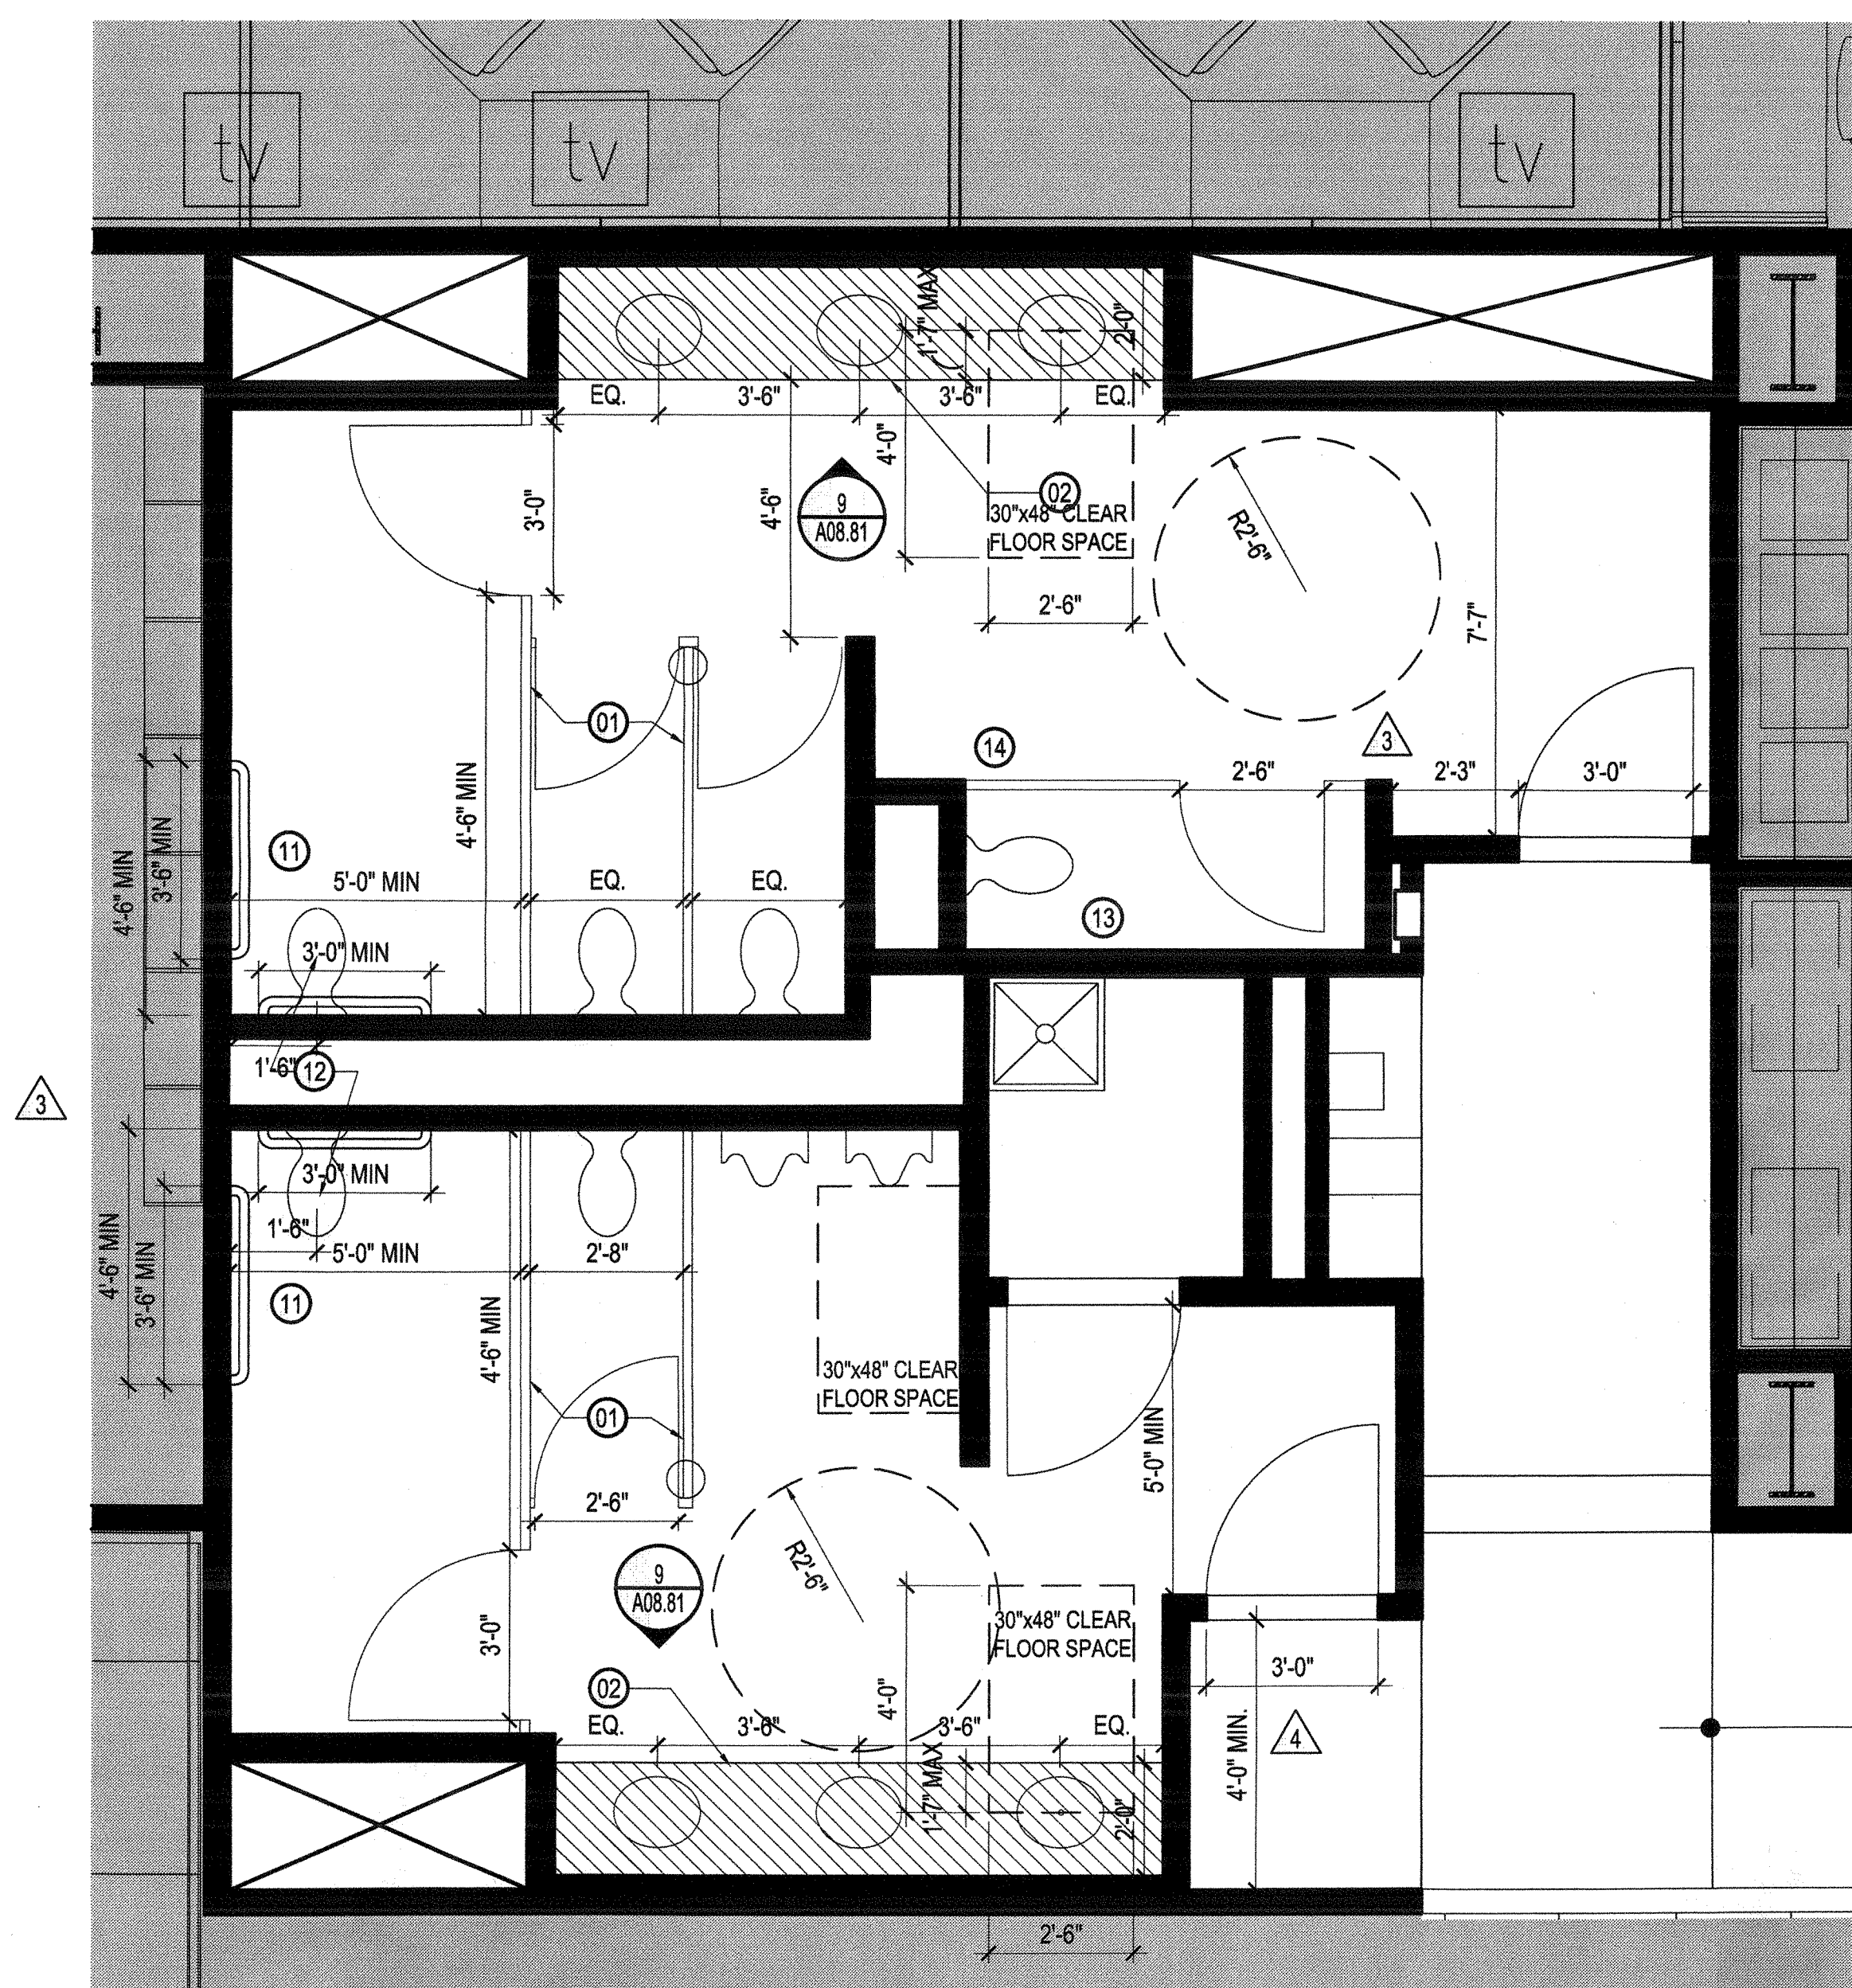 tv
tv
tv
1'-7" MAX
2'-0"
EQ.
3'-6"
3'-6"
EQ.
4'-0"
3'-0"
4'-6"
9
A08.81
02
30"x48" CLEAR
FLOOR SPACE
R2'-6"
2'-6"
7'-7"
01
14
3
2'-6"
2'-3"
3'-0"
4'-6" MIN
4'-6" MIN
3'-6" MIN
11
5'-0" MIN
EQ.
EQ.
13
3'-0" MIN
1'-6"
12
3
3'-0" MIN
1'-6"
5'-0" MIN
2'-8"
4'-6" MIN
3'-6" MIN
11
4'-6" MIN
30"x48" CLEAR
FLOOR SPACE
01
5'-0" MIN
2'-6"
R2'-6"
9
A08.81
3'-0"
30"x48" CLEAR
FLOOR SPACE
02
3'-0"
4'-0"
EQ.
3'-6"
3'-6"
EQ.
4
4'-0" MIN.
1'-7" MAX
2'-0"
2'-6"